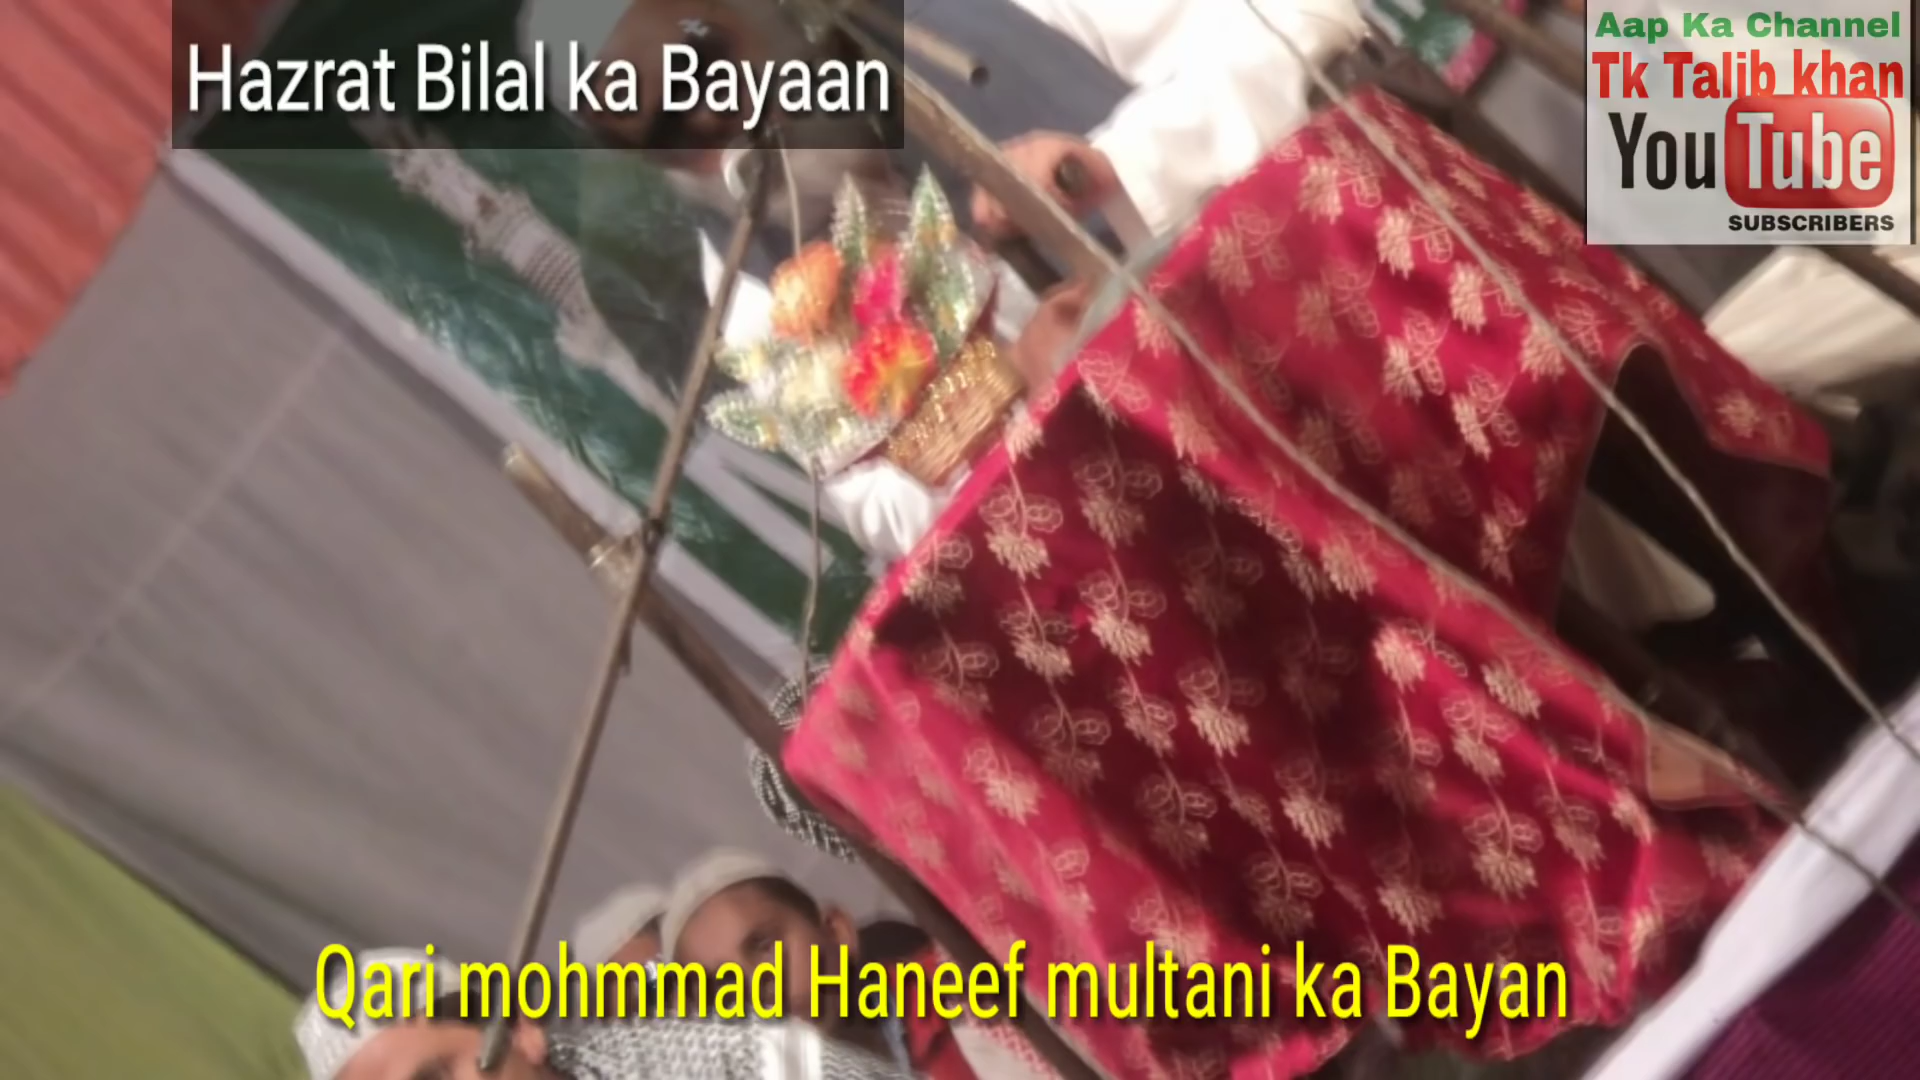 Hazrat Bilal ka Bayaan
Aap Ka Channel
Tk Talib khan
YouTube
SUBSCRIBERS
Qari mohmmad Haneef multani ka Bayan